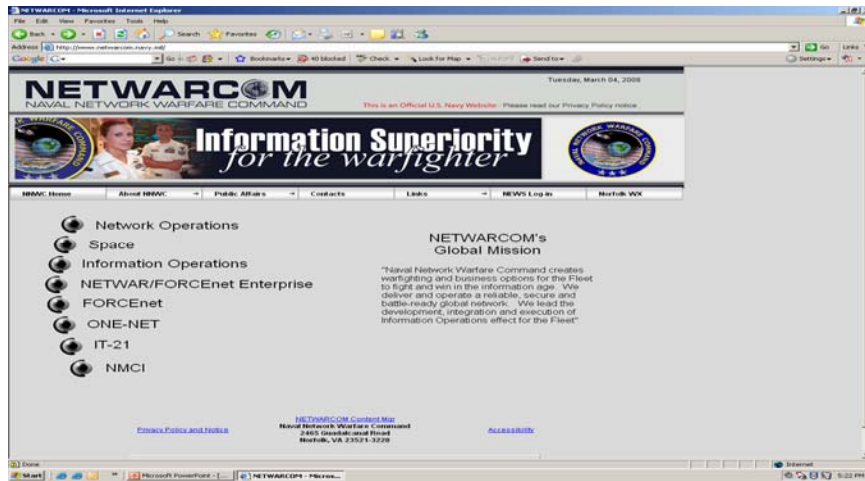 NETWARCOM - Microsoft Internet Explorer
File Edit View Favorites Tools Help
Back Search Favorites
Address http://www.netwarcom.navy.mil/ Go Links
Google Go Bookmarks 40 blocked Check Look for Map Send to Settings
NETWARCOM Tuesday, March 04, 2008
NAVAL NETWORK WARFARE COMMAND This is an Official U.S. Navy Website - Please read our Privacy Policy notice.
Information Superiority
for the warfighter
NNWC Home About NNWC Public Affairs Contacts Links NEWS Log-in Norfolk WX
Network Operations
Space
Information Operations
NETWAR/FORCEnet Enterprise
FORCEnet
ONE-NET
IT-21
NMCI
NETWARCOM's
Global Mission
"Naval Network Warfare Command creates
warfighting and business options for the Fleet
to fight and win in the information age. We
deliver and operate a reliable, secure and
battle-ready global network. We lead the
development, integration and execution of
Information Operations effect for the Fleet"
NETWARCOM Content Map
Privacy Policy and Notice Naval Network Warfare Command Accessibility
2465 Guadalcanal Road
Norfolk, VA 23521-3228
Done Internet
Start Microsoft PowerPoint - [... NETWARCOM - Micros... 5:22 PM